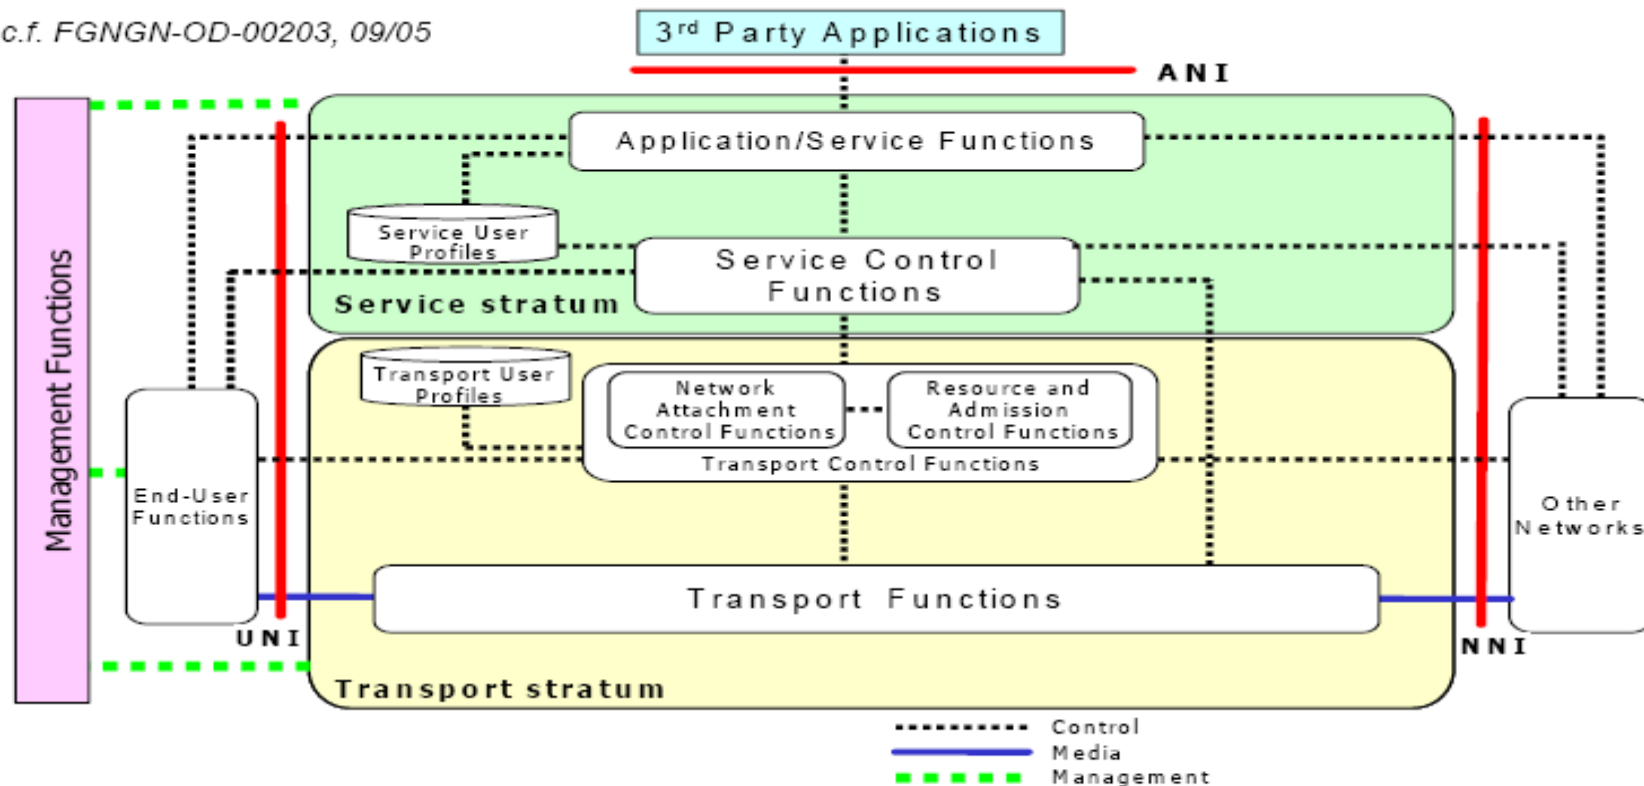 c.f. FGNGN-OD-00203, 09/05
3rd Party Applications
ANI
Application/Service Functions
Service User
Profiles
Service Control
Functions
Service stratum
Management Functions
Transport User
Profiles
Network
Attachment
Control Functions
Resource and
Admission
Control Functions
Transport Control Functions
End-User
Functions
Other
Networks
Transport Functions
UNI
NNI
Transport stratum
Control
Media
Management